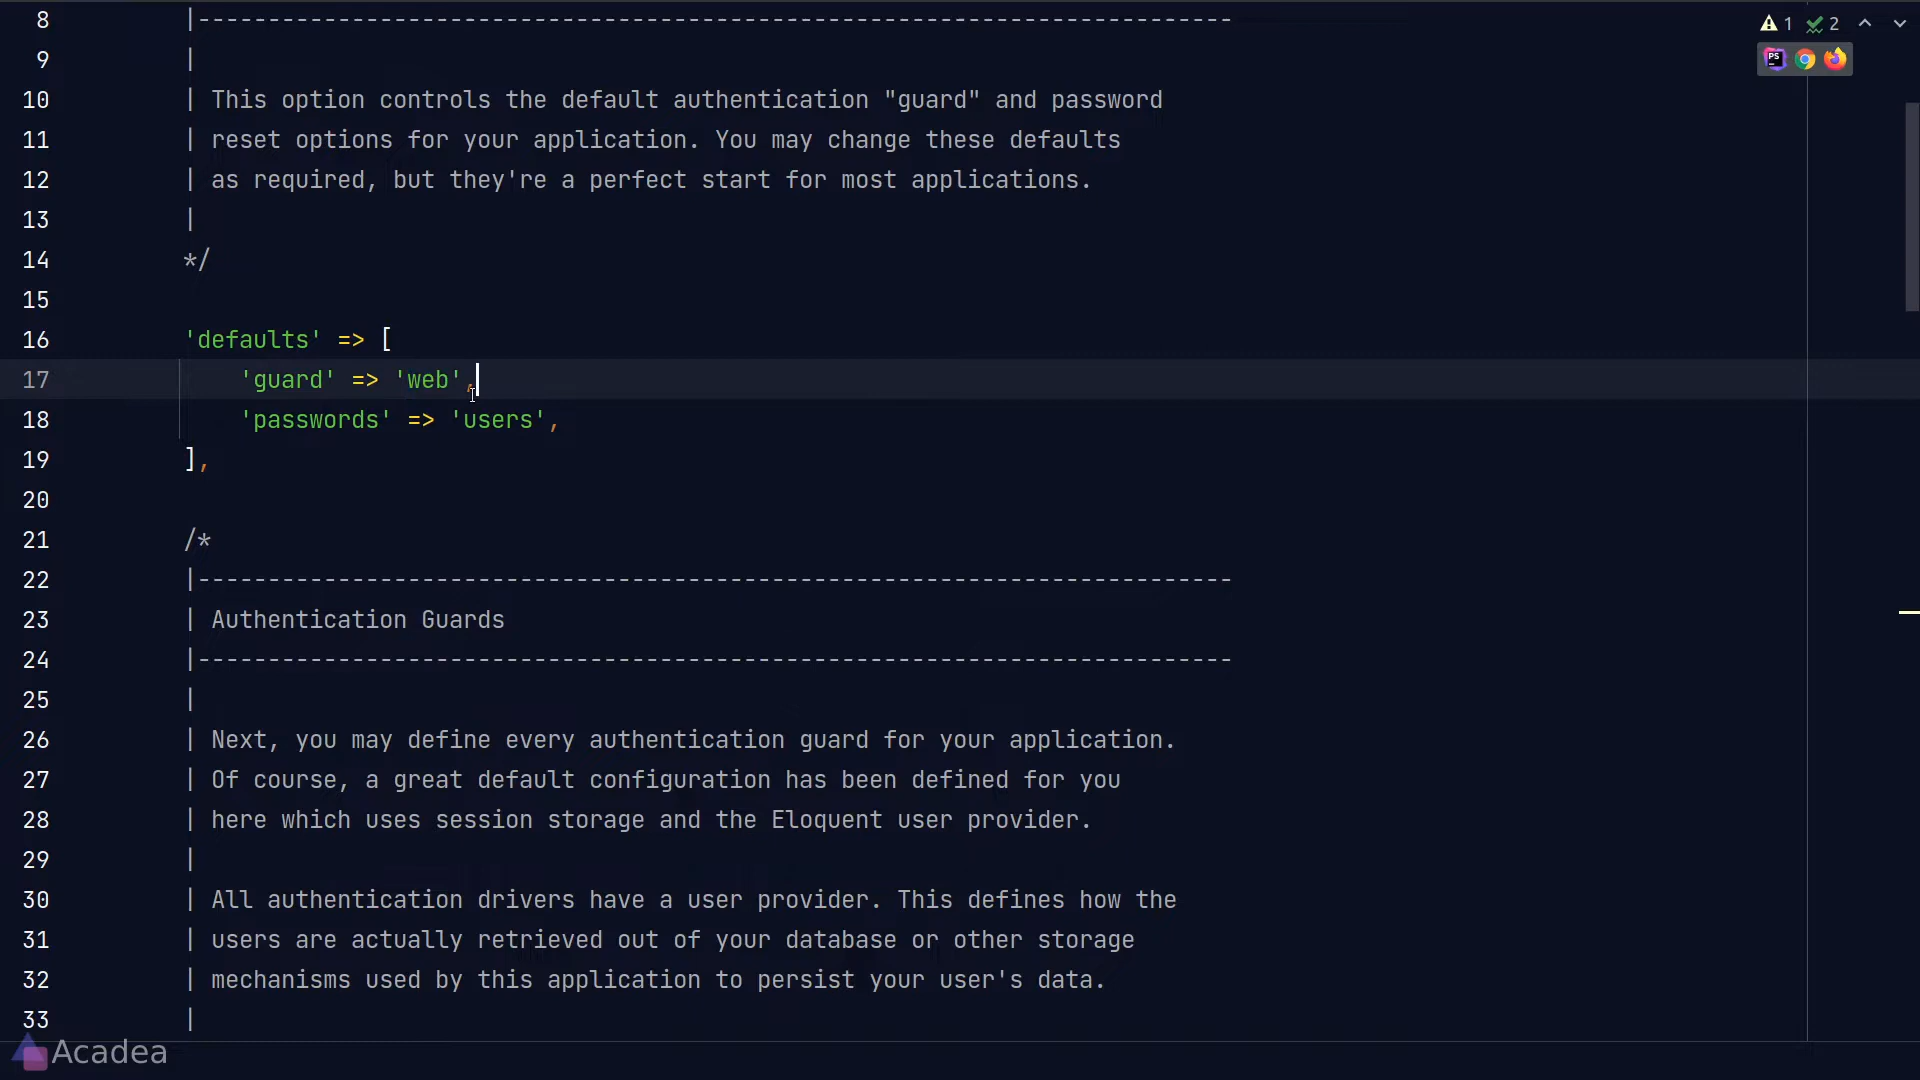 8 |--------------------------------------------------------------------------
1 2
9 |
PS
10 | This option controls the default authentication "guard" and password
11 | reset options for your application. You may change these defaults
12 | as required, but they're a perfect start for most applications.
13 |
14 */
15
16 'defaults' => [
17 'guard' => 'web',
18 'passwords' => 'users',
19 ],
20
21 /*
22 |--------------------------------------------------------------------------
23 | Authentication Guards
24 |--------------------------------------------------------------------------
25 |
26 | Next, you may define every authentication guard for your application.
27 | Of course, a great default configuration has been defined for you
28 | here which uses session storage and the Eloquent user provider.
29 |
30 | All authentication drivers have a user provider. This defines how the
31 | users are actually retrieved out of your database or other storage
32 | mechanisms used by this application to persist your user's data.
33 |
Acadea